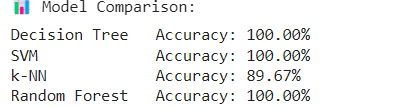 📊 Model Comparison:
Decision Tree   Accuracy: 100.00%
SVM             Accuracy: 100.00%
k-NN            Accuracy: 89.67%
Random Forest   Accuracy: 100.00%